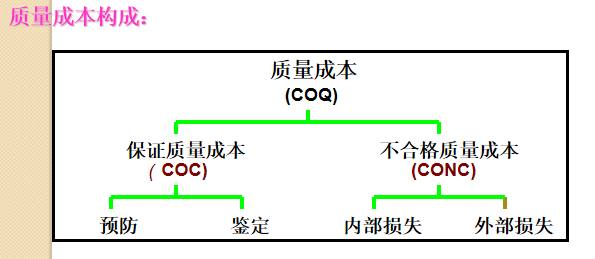 质量成本构成：
质量成本
(COQ)
保证质量成本
( COC)
不合格质量成本
(CONC)
预防
鉴定
内部损失
外部损失